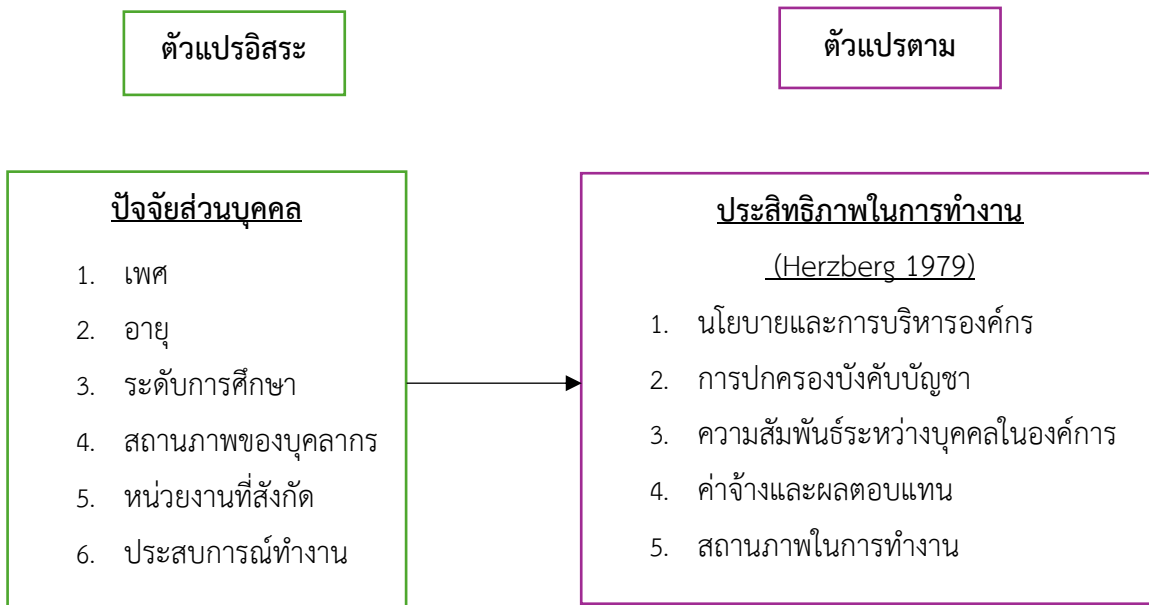 ตัวแปรอิสระ
ตัวแปรตาม
ปัจจัยส่วนบุคคล
1. เพศ
2. อายุ
3. ระดับการศึกษา
4. สถานภาพของบุคลากร
5. หน่วยงานที่สังกัด
6. ประสบการณ์ทำงาน
ประสิทธิภาพในการทำงาน
(Herzberg 1979)
1. นโยบายและการบริหารองค์กร
2. การปกครองบังคับบัญชา
3. ความสัมพันธ์ระหว่างบุคคลในองค์การ
4. ค่าจ้างและผลตอบแทน
5. สถานภาพในการทำงาน